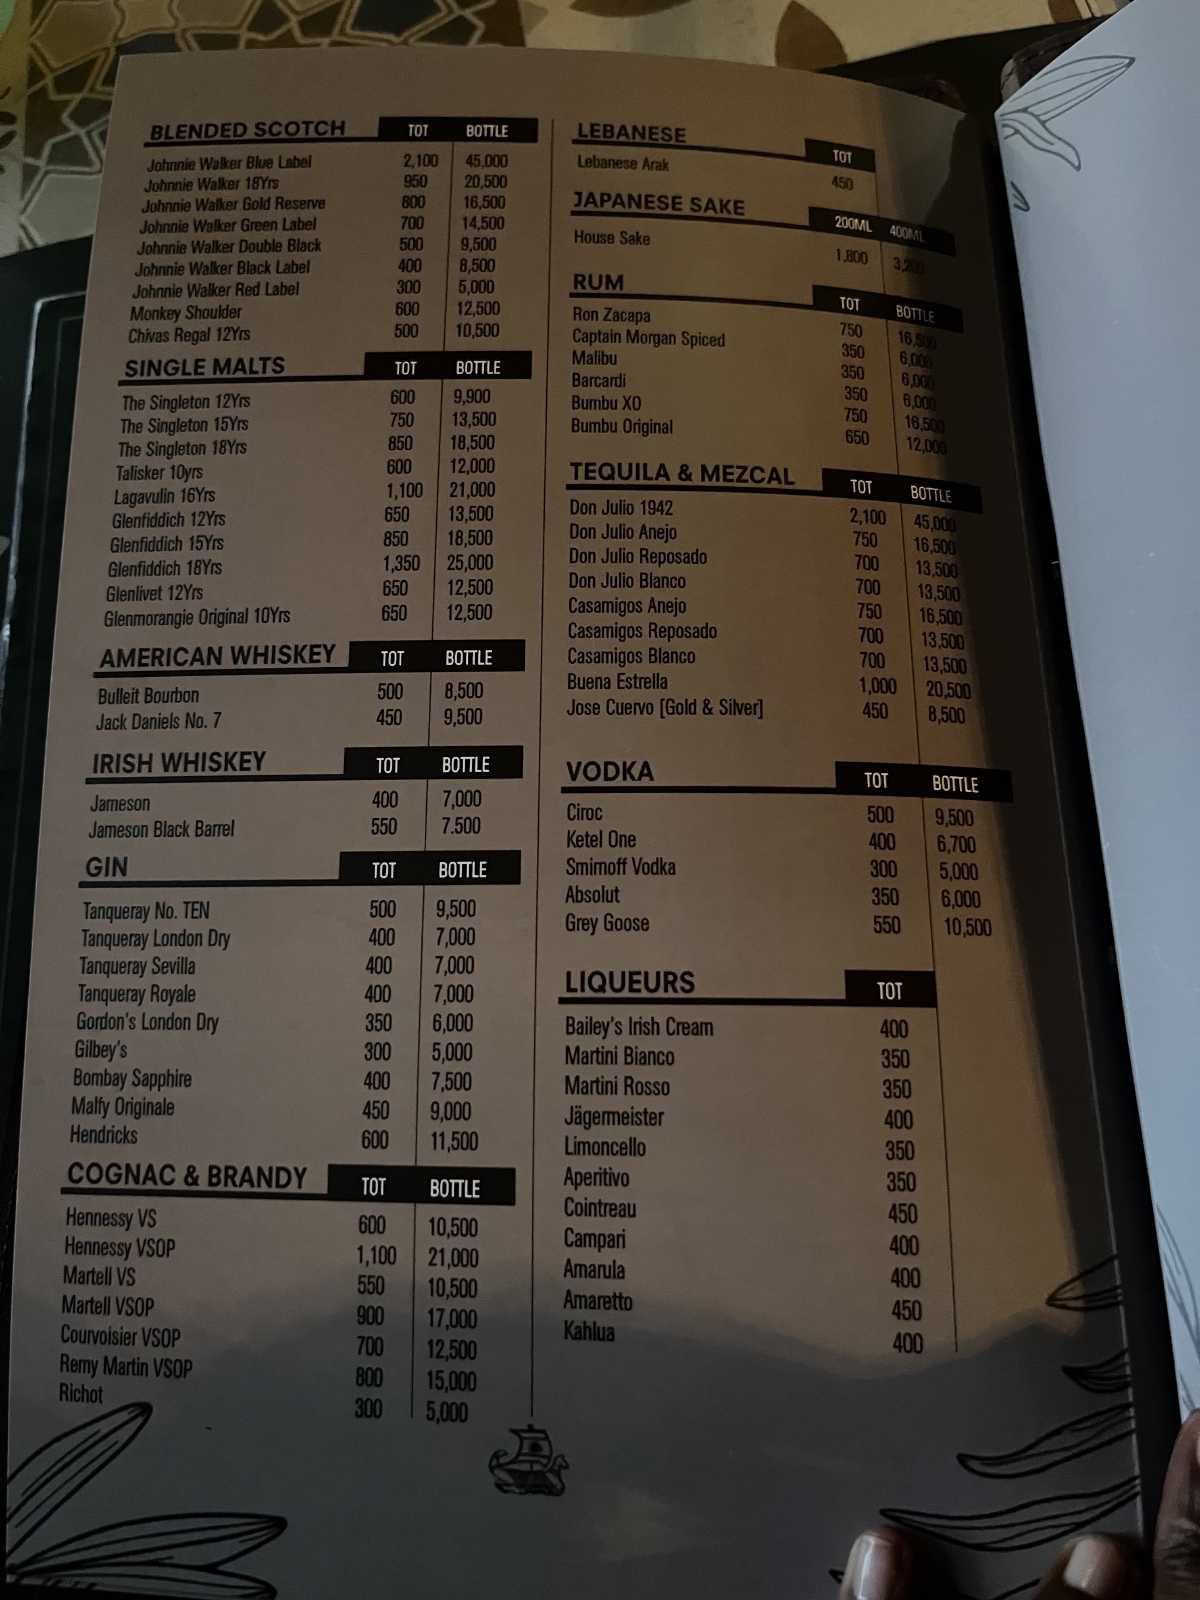 BLENDED SCOTCH TOT BOTTLE
Johnnie Walker Blue Label 2,100 45,000
Johnnie Walker 18Yrs 950 20,500
Johnnie Walker Gold Reserve 800 16,500
Johnnie Walker Green Label 700 14,500
Johnnie Walker Double Black 500 9,500
Johnnie Walker Black Label 400 8,500
Johnnie Walker Red Label 300 5,000
Monkey Shoulder 600 12,500
Chivas Regal 12Yrs 500 10,500
SINGLE MALTS TOT BOTTLE
The Singleton 12Yrs 600 9,900
The Singleton 15Yrs 750 13,500
The Singleton 18Yrs 850 18,500
Talisker 10yrs 600 12,000
Lagavulin 16Yrs 1,100 21,000
Glenfiddich 12Yrs 650 13,500
Glenfiddich 15Yrs 850 18,500
Glenfiddich 18Yrs 1,350 25,000
Glenlivet 12Yrs 650 12,500
Glenmorangie Original 10Yrs 650 12,500
AMERICAN WHISKEY TOT BOTTLE
Bulleit Bourbon 500 8,500
Jack Daniels No. 7 450 9,500
IRISH WHISKEY TOT BOTTLE
Jameson 400 7,000
Jameson Black Barrel 550 7.500
GIN TOT BOTTLE
Tanqueray No. TEN 500 9,500
Tanqueray London Dry 400 7,000
Tanqueray Sevilla 400 7,000
Tanqueray Royale 400 7,000
Gordon's London Dry 350 6,000
Gilbey's 300 5,000
Bombay Sapphire 400 7,500
Malfy Originale 450 9,000
Hendricks 600 11,500
COGNAC & BRANDY TOT BOTTLE
Hennessy VS 600 10,500
Hennessy VSOP 1,100 21,000
Martell VS 550 10,500
Martell VSOP 900 17,000
Courvoisier VSOP 700 12,500
Remy Martin VSOP 800 15,000
Richot 300 5,000
LEBANESE TOT
Lebanese Arak 450
JAPANESE SAKE 200ML 400ML
House Sake 1,800 3,200
RUM TOT BOTTLE
Ron Zacapa 750 16,500
Captain Morgan Spiced 350 6,000
Malibu 350 6,000
Barcardi 350 6,000
Bumbu XO 750 16,500
Bumbu Original 650 12,000
TEQUILA & MEZCAL TOT BOTTLE
Don Julio 1942 2,100 45,000
Don Julio Anejo 750 16,500
Don Julio Reposado 700 13,500
Don Julio Blanco 700 13,500
Casamigos Anejo 750 16,500
Casamigos Reposado 700 13,500
Casamigos Blanco 700 13,500
Buena Estrella 1,000 20,500
Jose Cuervo [Gold & Silver] 450 8,500
VODKA TOT BOTTLE
Ciroc 500 9,500
Ketel One 400 6,700
Smirnoff Vodka 300 5,000
Absolut 350 6,000
Grey Goose 550 10,500
LIQUEURS TOT
Bailey's Irish Cream 400
Martini Bianco 350
Martini Rosso 350
Jägermeister 400
Limoncello 350
Aperitivo 350
Cointreau 450
Campari 400
Amarula 400
Amaretto 450
Kahlua 400